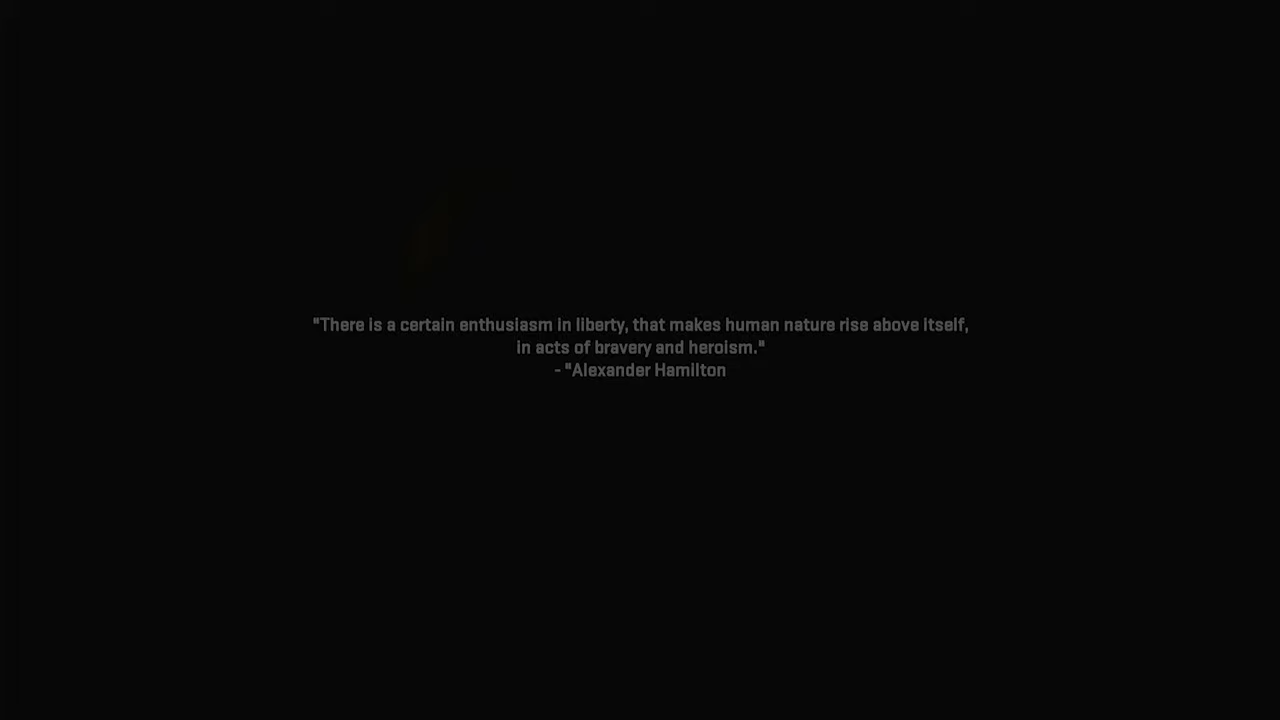 "There is a certain enthusiasm in liberty, that makes human nature rise above itself,
in acts of bravery and heroism."
- "Alexander Hamilton